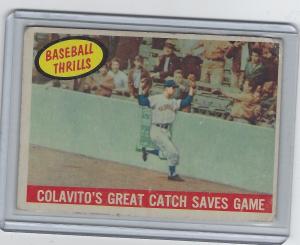 BASEBALL
THRILLS
COLAVITO'S GREAT CATCH SAVES GAME